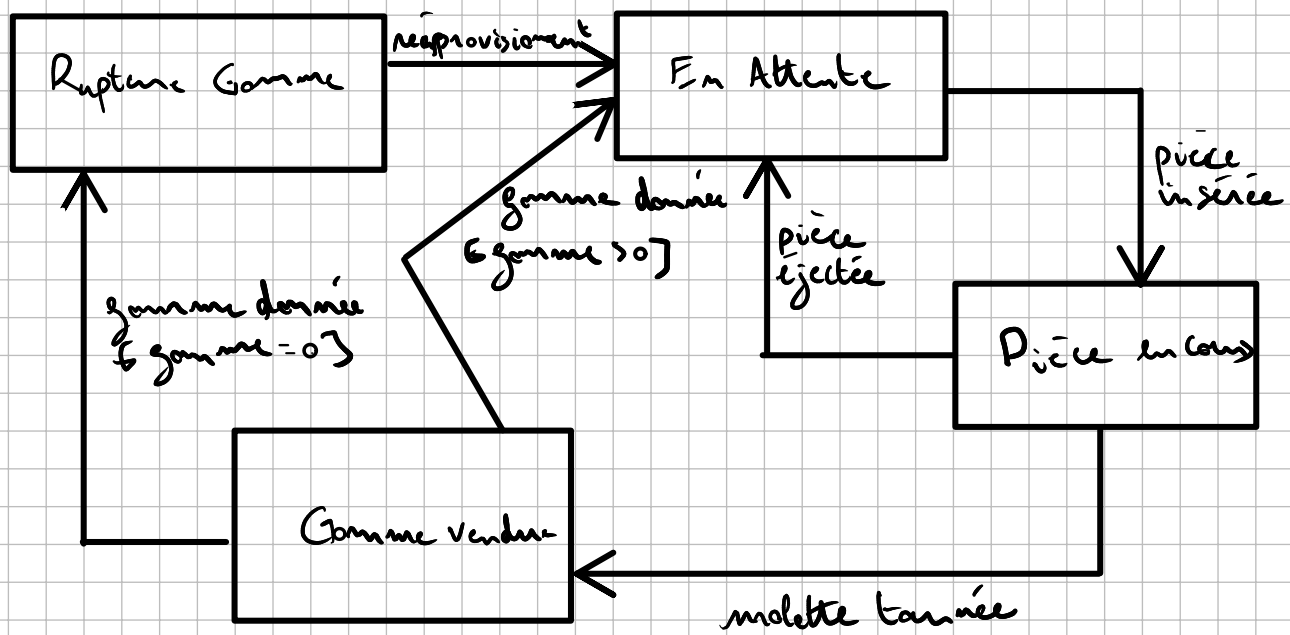 réaprovisionment
Rupture Gomme
En Attente
pièce
insérée
gomme donnée
[gomme > 0]
pièce
éjectée
gomme donnée
[gomme = 0]
Pièce en cours
Gomme vendue
molette tournée